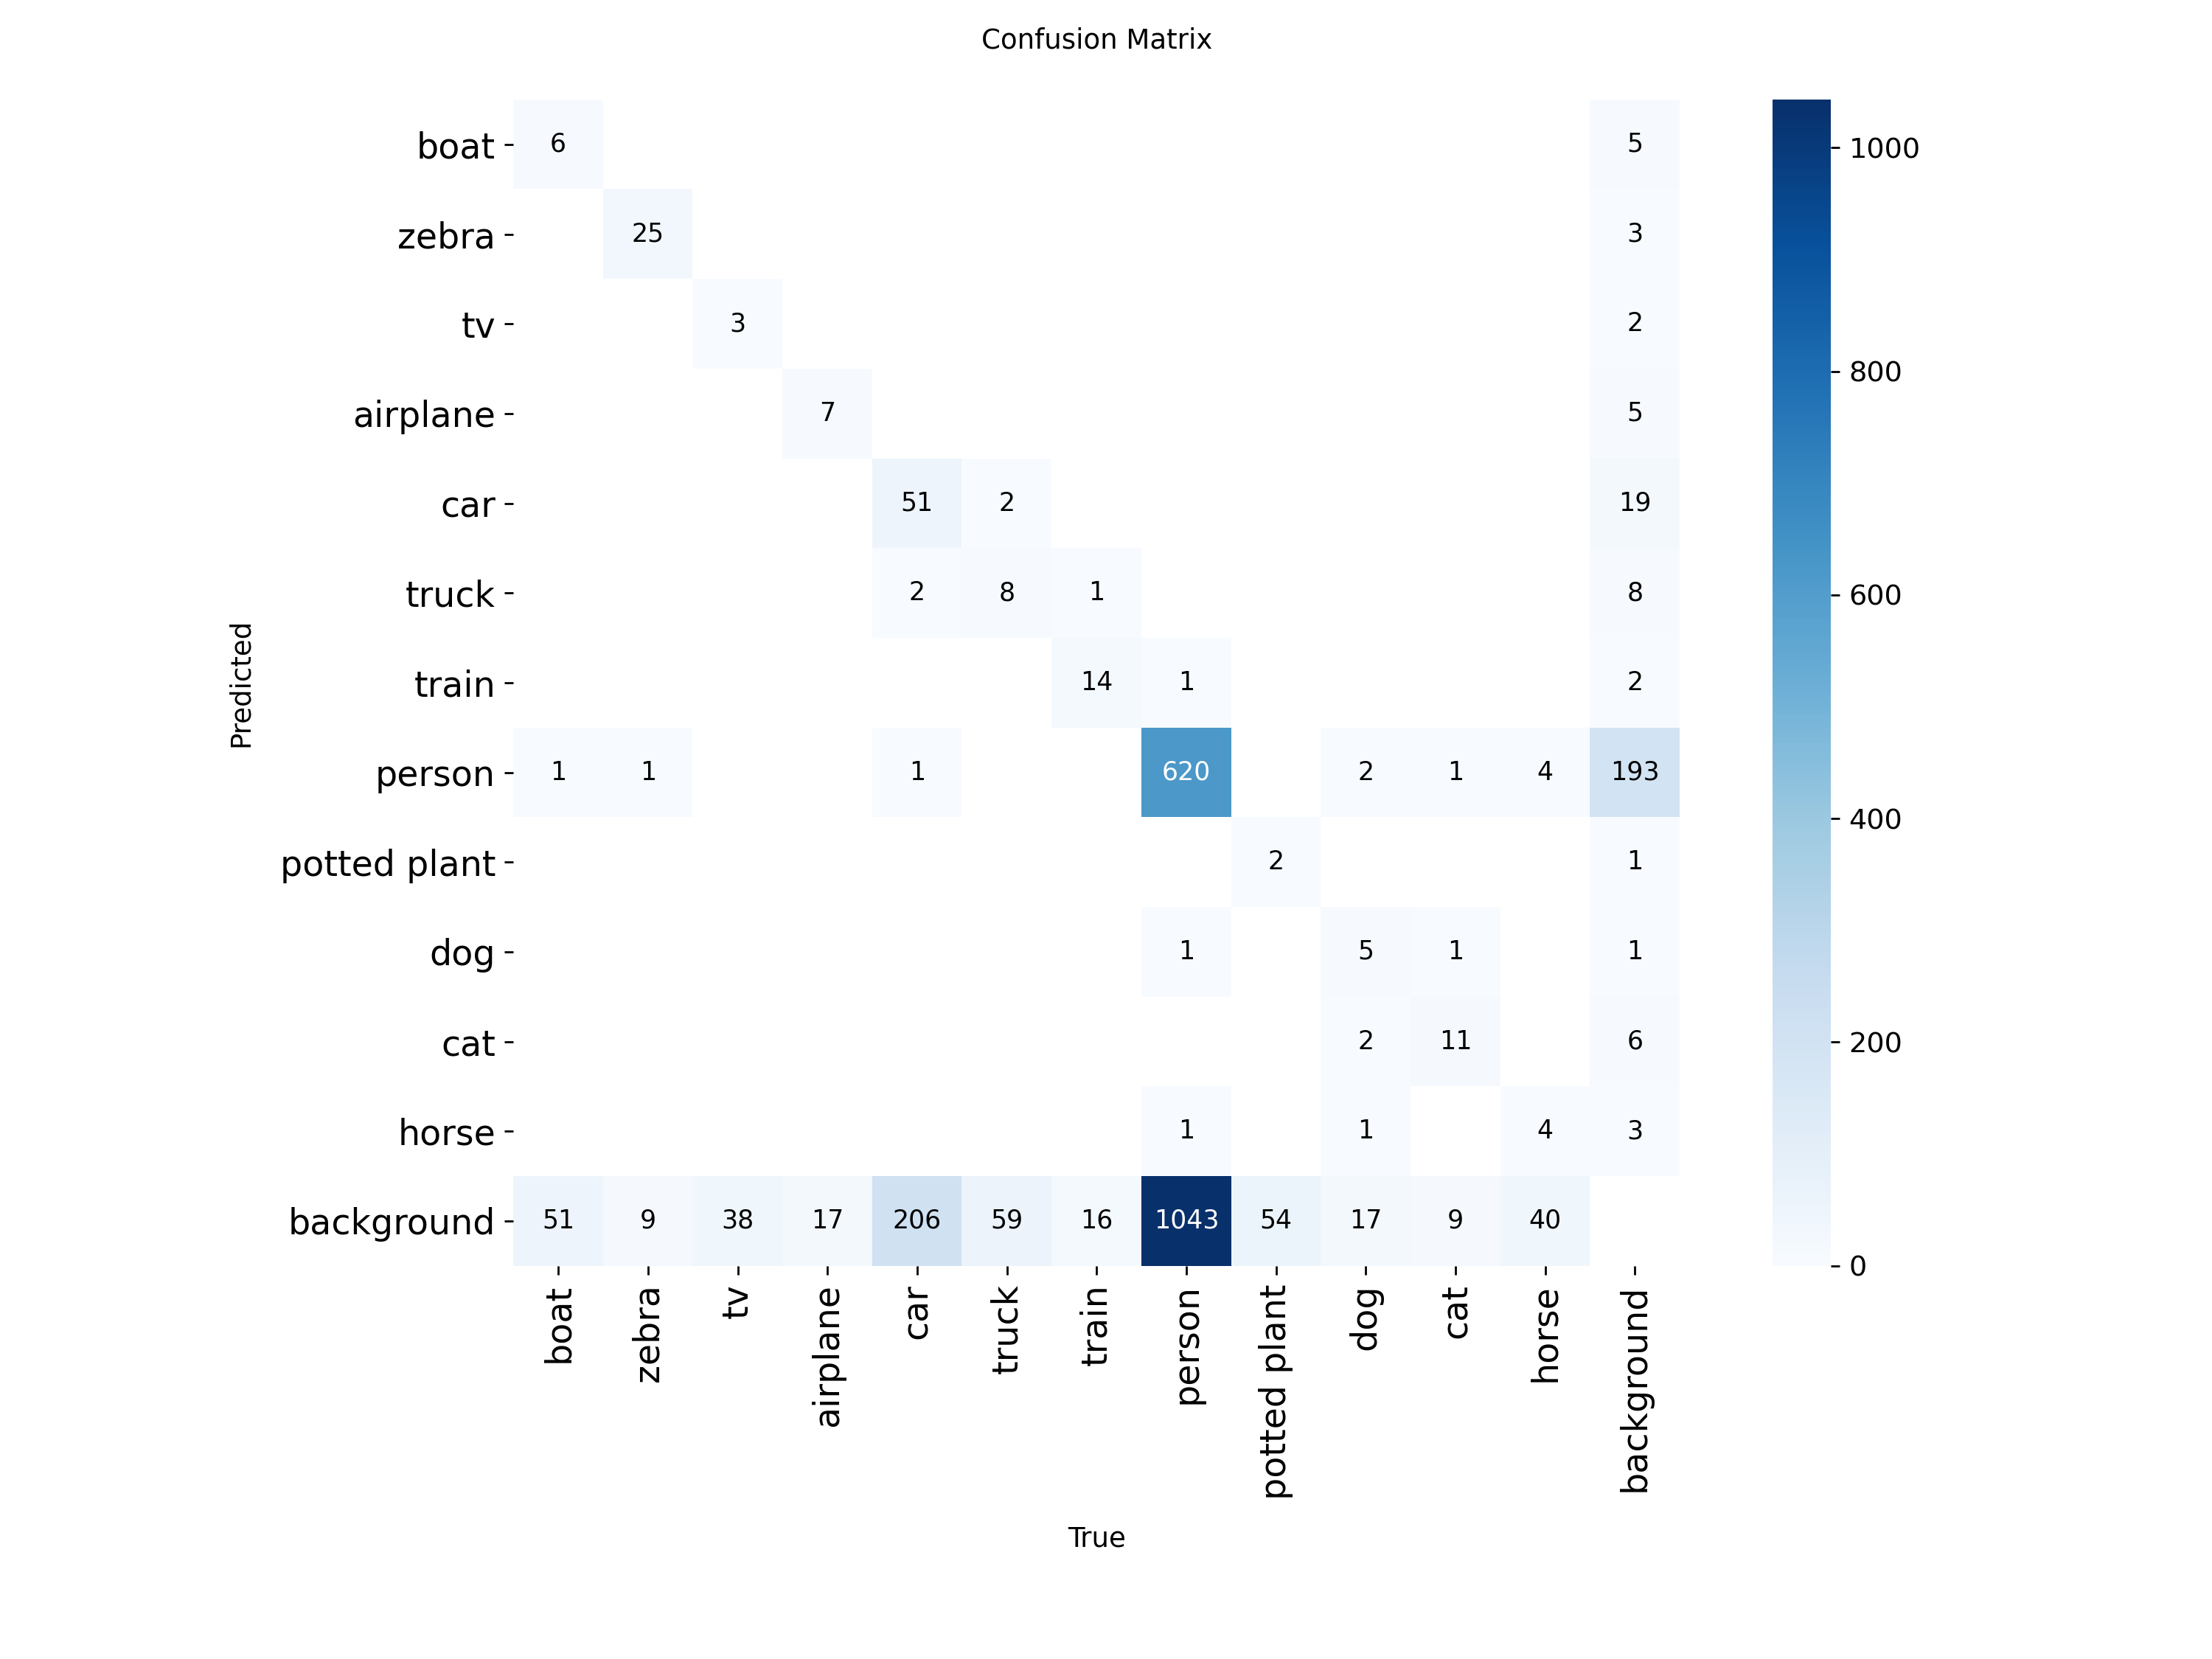 Confusion Matrix
boat 6 5
zebra 25 3
tv 3 2
airplane 7 5
car 51 2 19
truck 2 8 1 8
train 14 1 2
person 1 1 1 620 2 1 4 193
potted plant 2 1
dog 1 5 1 1
cat 2 11 6
horse 1 1 4 3
background 51 9 38 17 206 59 16 1043 54 17 9 40
Predicted
boat
zebra
tv
airplane
car
truck
train
person
potted plant
dog
cat
horse
background
True
1000
800
600
400
200
0